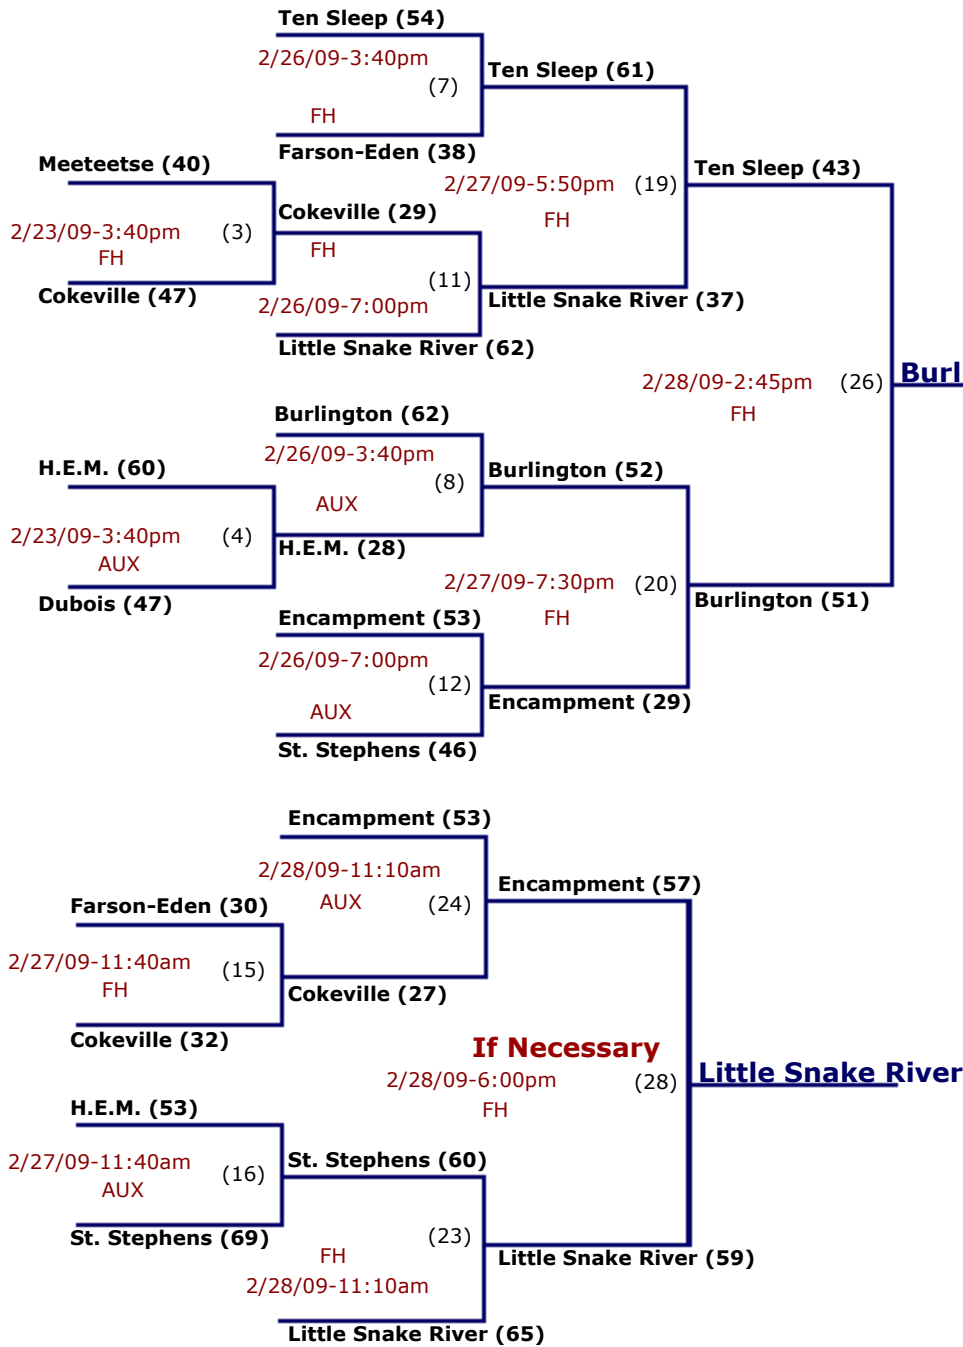 Ten Sleep (54)
2/26/09-3:40pm
(7)
FH
Farson-Eden (38)
Ten Sleep (61)
Meeteetse (40)
2/23/09-3:40pm
(3)
FH
Cokeville (47)
Cokeville (29)
FH
(11)
2/26/09-7:00pm
Little Snake River (62)
2/27/09-5:50pm
(19)
FH
Little Snake River (37)
Ten Sleep (43)
2/28/09-2:45pm
(26)
FH
Burl
Burlington (62)
2/26/09-3:40pm
(8)
AUX
H.E.M. (28)
H.E.M. (60)
2/23/09-3:40pm
(4)
AUX
Dubois (47)
Burlington (52)
2/27/09-7:30pm
(20)
FH
Burlington (51)
Encampment (53)
2/26/09-7:00pm
(12)
AUX
St. Stephens (46)
Encampment (29)
Encampment (53)
2/28/09-11:10am
AUX
(24)
Encampment (57)
Farson-Eden (30)
2/27/09-11:40am
(15)
FH
Cokeville (32)
Cokeville (27)
If Necessary
2/28/09-6:00pm
(28)
FH
Little Snake River
H.E.M. (53)
2/27/09-11:40am
(16)
AUX
St. Stephens (69)
St. Stephens (60)
(23)
FH
2/28/09-11:10am
Little Snake River (65)
Little Snake River (59)